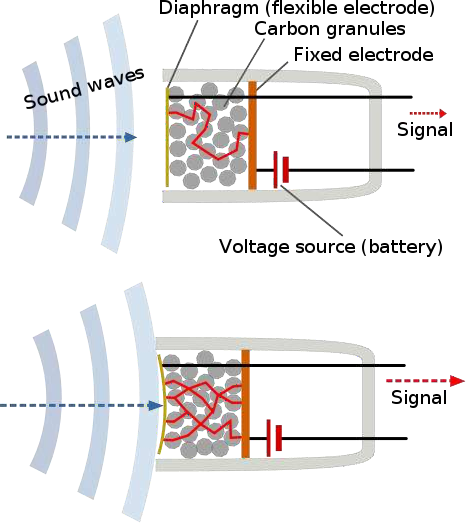 Diaphragm (flexible electrode)
Carbon granules
Fixed electrode
Sound waves
Signal
Voltage source (battery)
Signal